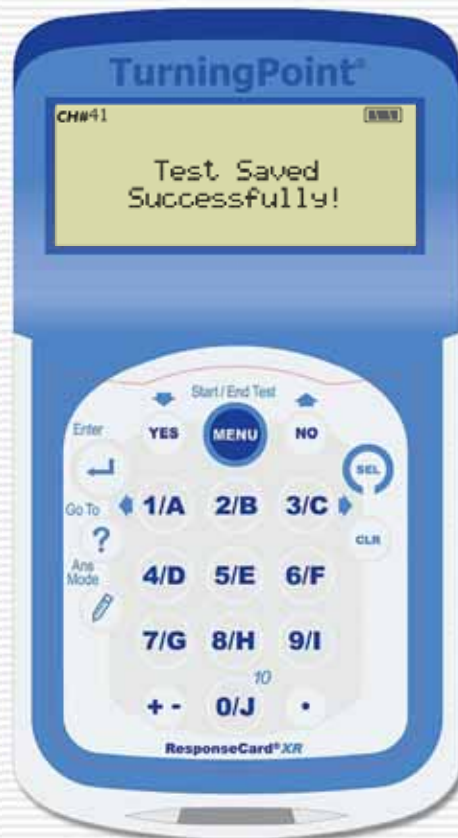 TurningPoint®
CH#41
Test Saved
Successfully!
Start / End Test
Enter
YES
MENU
NO
SEL
Go To
1/A
2/B
3/C
?
CLR
Ans
Mode
4/D
5/E
6/F
7/G
8/H
9/I
10
+ -
0/J
•
ResponseCard® XR